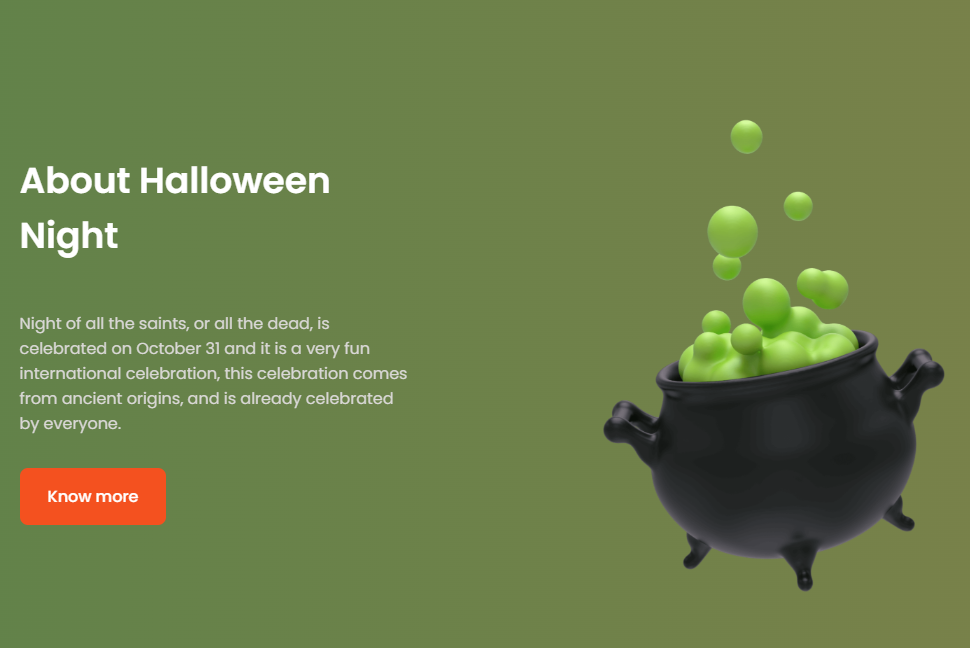 About Halloween
Night
Night of all the saints, or all the dead, is
celebrated on October 31 and it is a very fun
international celebration, this celebration comes
from ancient origins, and is already celebrated
by everyone.
Know more